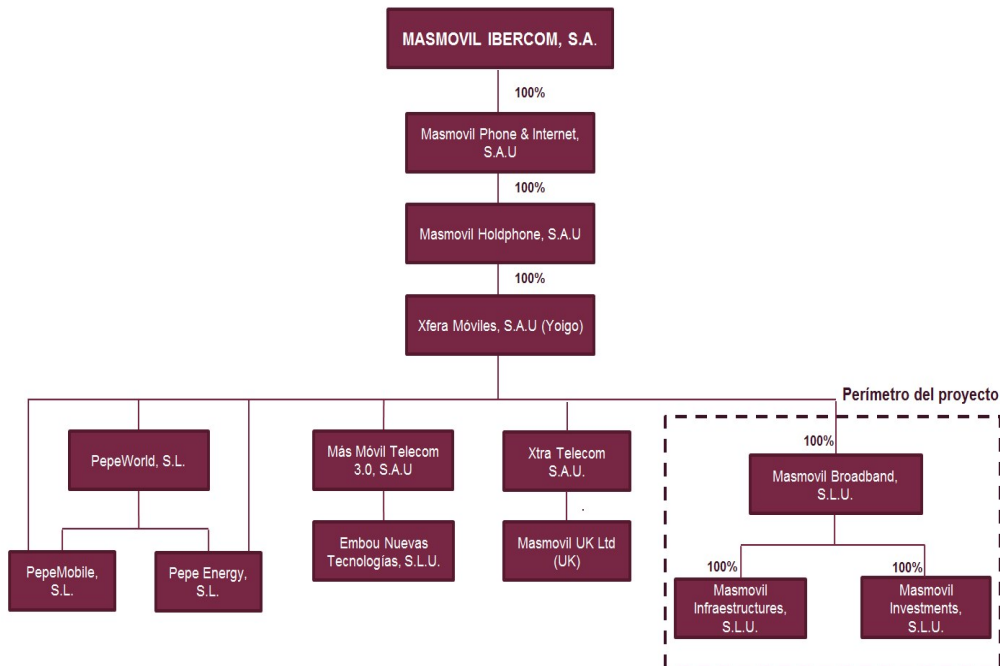 MASMOVIL IBERCOM, S.A.
100%
Masmovil Phone & Internet,
S.A.U
100%
Masmovil Holdphone, S.A.U
100%
Xfera Móviles, S.A.U (Yoigo)
Perímetro del proyecto
PepeWorld, S.L.
Más Móvil Telecom
3.0, S.A.U
Xtra Telecom
S.A.U.
100%
Masmovil Broadband,
S.L.U.
PepeMobile,
S.L.
Pepe Energy,
S.L.
Embou Nuevas
Tecnologías, S.L.U.
Masmovil UK Ltd
(UK)
100%
Masmovil
Infraestructures,
S.L.U.
100%
Masmovil
Investments,
S.L.U.